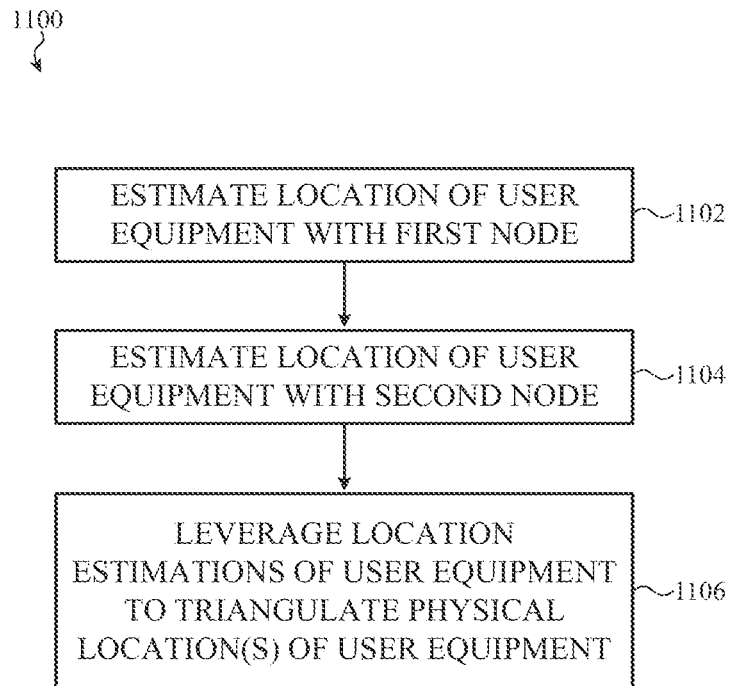 1100
ESTIMATE LOCATION OF USER
EQUIPMENT WITH FIRST NODE
1102
ESTIMATE LOCATION OF USER
EQUIPMENT WITH SECOND NODE
1104
LEVERAGE LOCATION
ESTIMATIONS OF USER EQUIPMENT
TO TRIANGULATE PHYSICAL
LOCATION(S) OF USER EQUIPMENT
1106